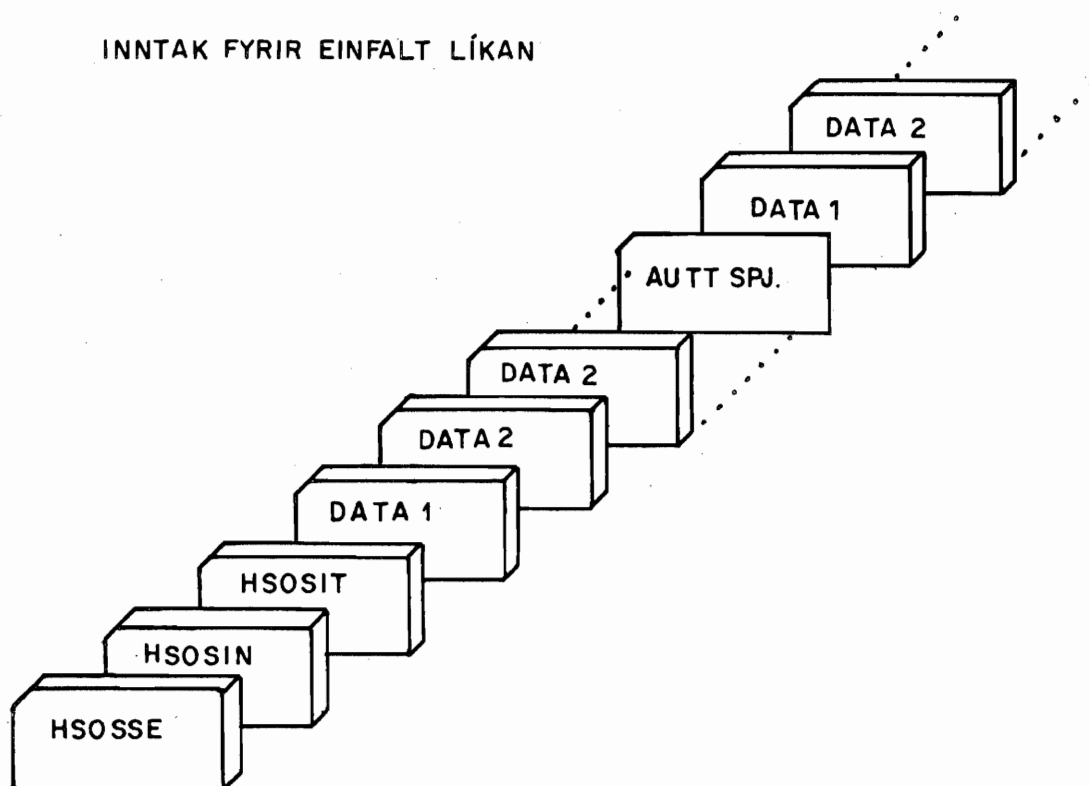 INNTAK FYRIR EINFALT LÍKAN
DATA 2
DATA 1
AUTT SPJ.
DATA 2
DATA 2
DATA 1
HSOSIT
HSOSIN
HSOSSE